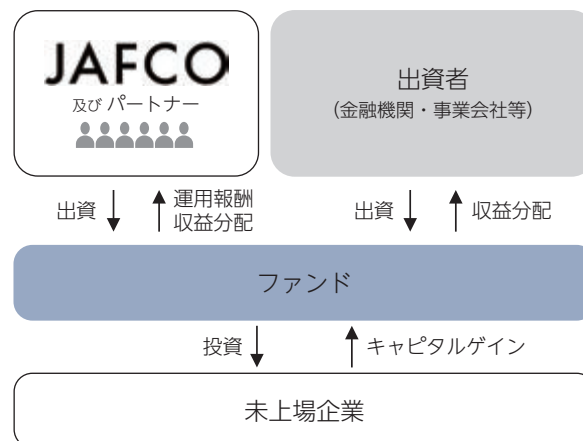 JAFCO
及び パートナー
出資者
(金融機関・事業会社等)
出資
運用報酬
収益分配
出資
収益分配
ファンド
投資
キャピタルゲイン
未上場企業